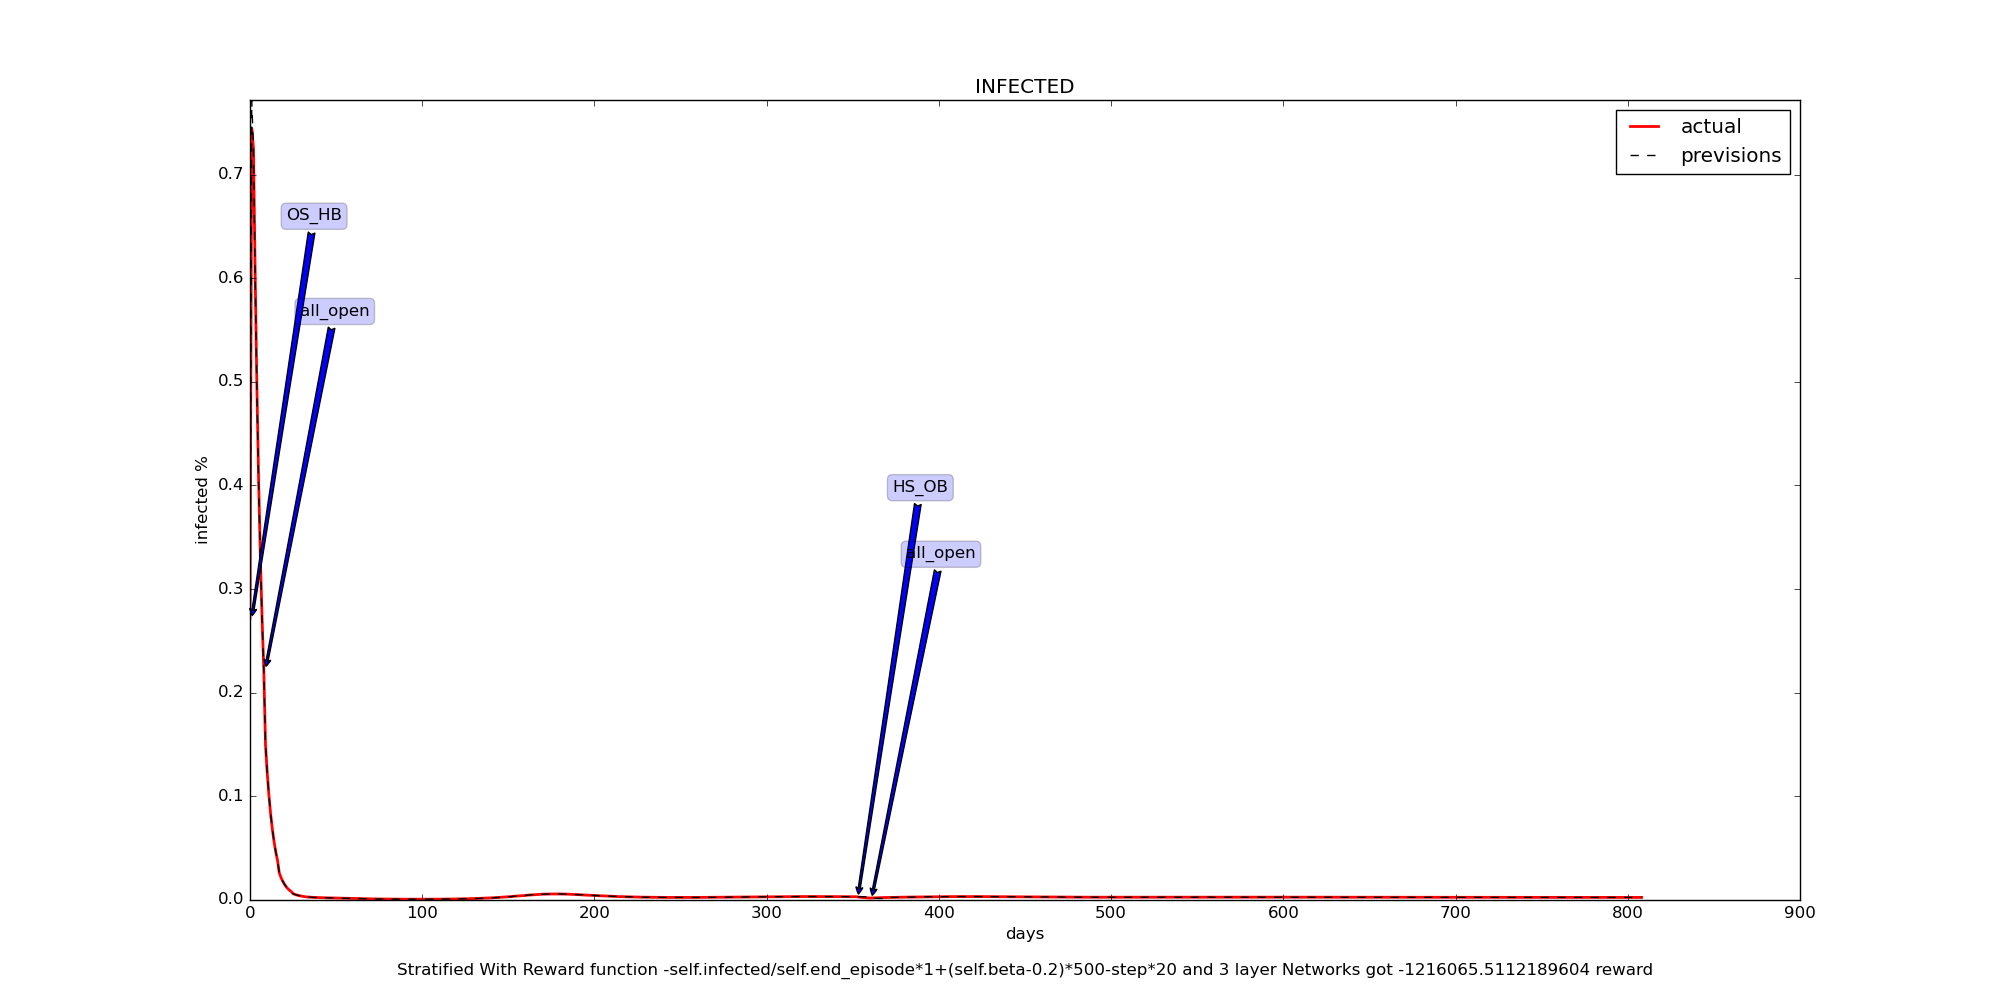 INFECTED
actual
previsions
OS_HB
all_open
HS_OB
all_open
infected %
0.7
0.6
0.5
0.4
0.3
0.2
0.1
0.0
0 100 200 300 400 500 600 700 800 900
days
Stratified With Reward function -self.infected/self.end_episode*1+(self.beta-0.2)*500-step*20 and 3 layer Networks got -1216065.5112189604 reward